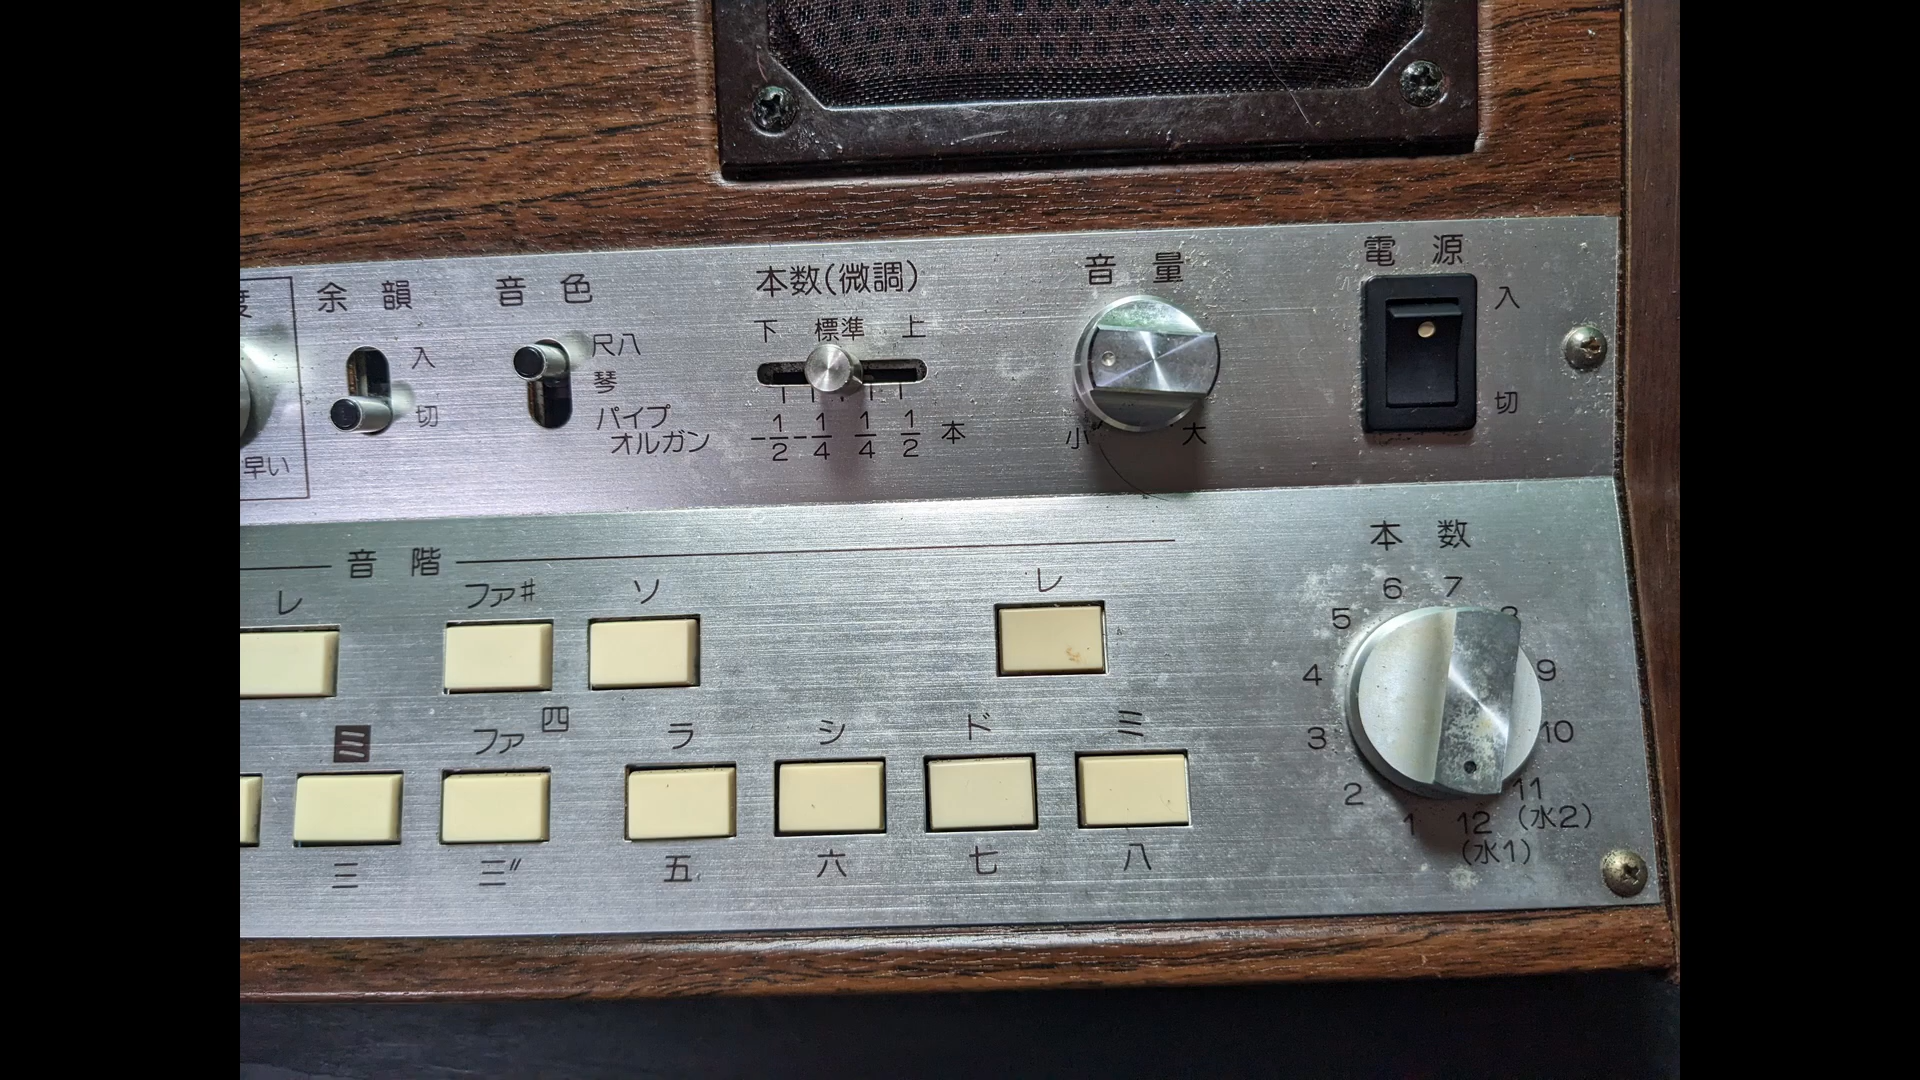 度
余韻
音色
本数(微調)
音量
電源
入
切
早い
尺八
琴
パイプ
オルガン
下 標準 上
-1/2 -1/4 1/4 1/2 本
小 大
入
切
音階
レ ファ♯ ソ レ
ミ ファ 四 ラ シ ド ミ
三 三〃 五 六 七 八
本数
1 2 3 4 5 6 7 8 9 10 11 12
(水2)
(水1)